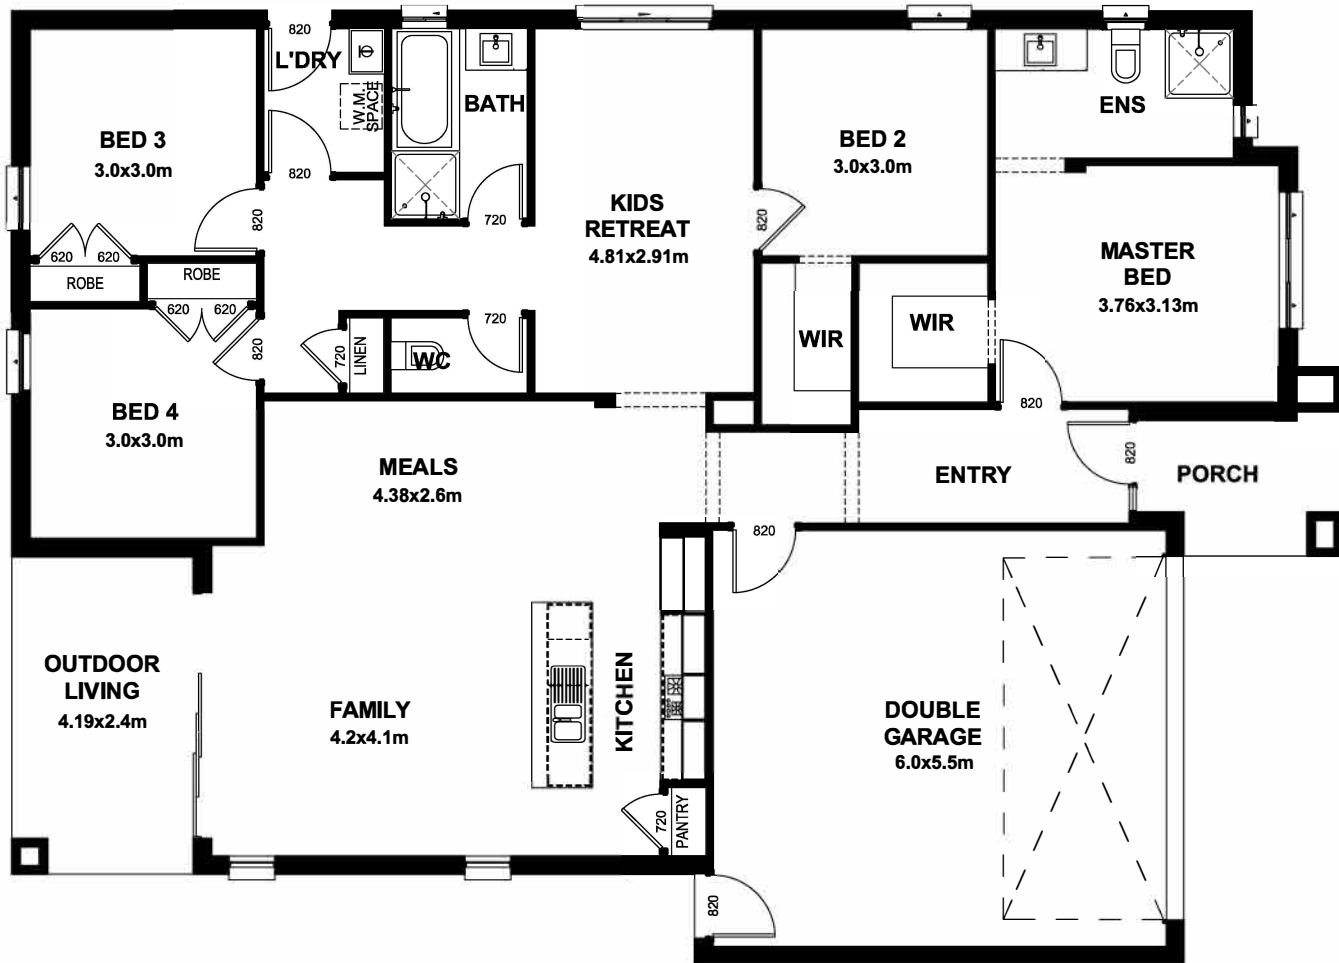 820
L'DRY
W.M.
SPACE
820
BATH
BED 3
3.0x3.0m
820
620
620
ROBE
ROBE
620
620
820
BED 4
3.0x3.0m
720
LINEN
WC
720
720
KIDS
RETREAT
4.81x2.91m
820
BED 2
3.0x3.0m
ENS
MASTER
BED
3.76x3.13m
WIR
WIR
820
820
ENTRY
PORCH
MEALS
4.38x2.6m
820
OUTDOOR
LIVING
4.19x2.4m
FAMILY
4.2x4.1m
KITCHEN
720
PANTRY
DOUBLE
GARAGE
6.0x5.5m
820